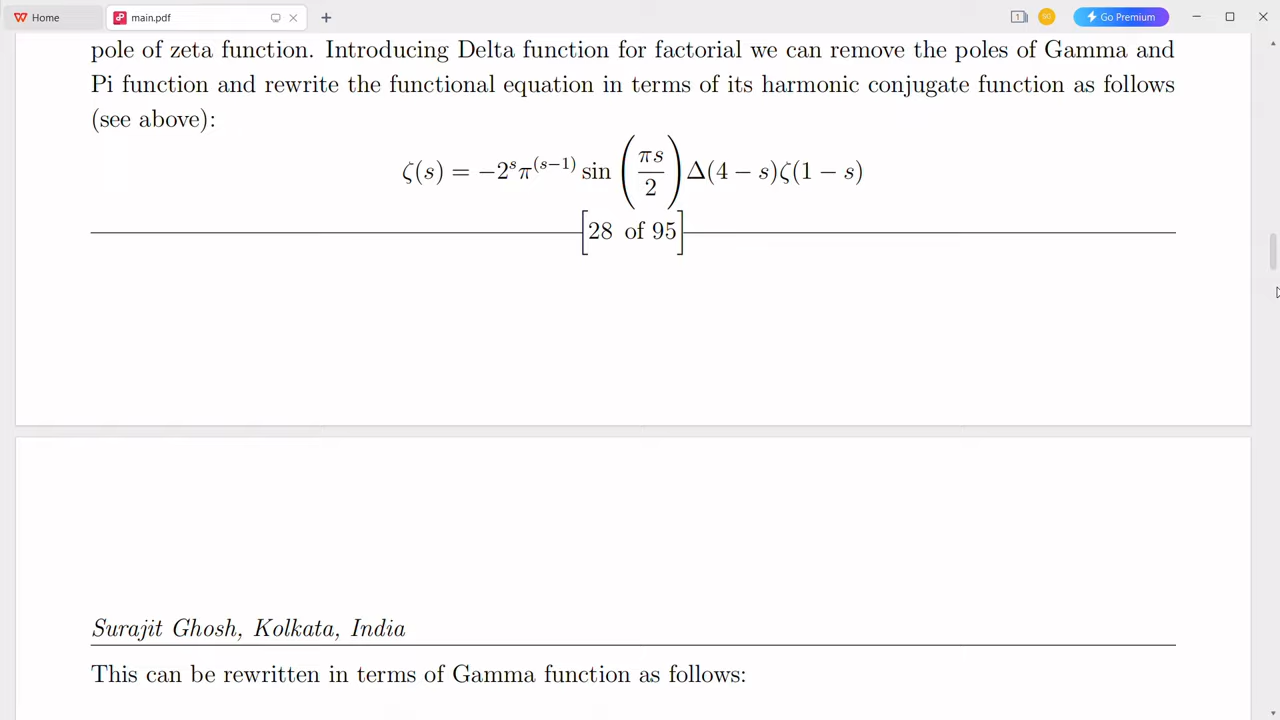 Home
main.pdf
1
SG
Go Premium
pole of zeta function. Introducing Delta function for factorial we can remove the poles of Gamma and
Pi function and rewrite the functional equation in terms of its harmonic conjugate function as follows
(see above):
ζ(s) = −2^s π^(s−1) sin (πs/2) Δ(4 − s)ζ(1 − s)
[28 of 95]
Surajit Ghosh, Kolkata, India
This can be rewritten in terms of Gamma function as follows: